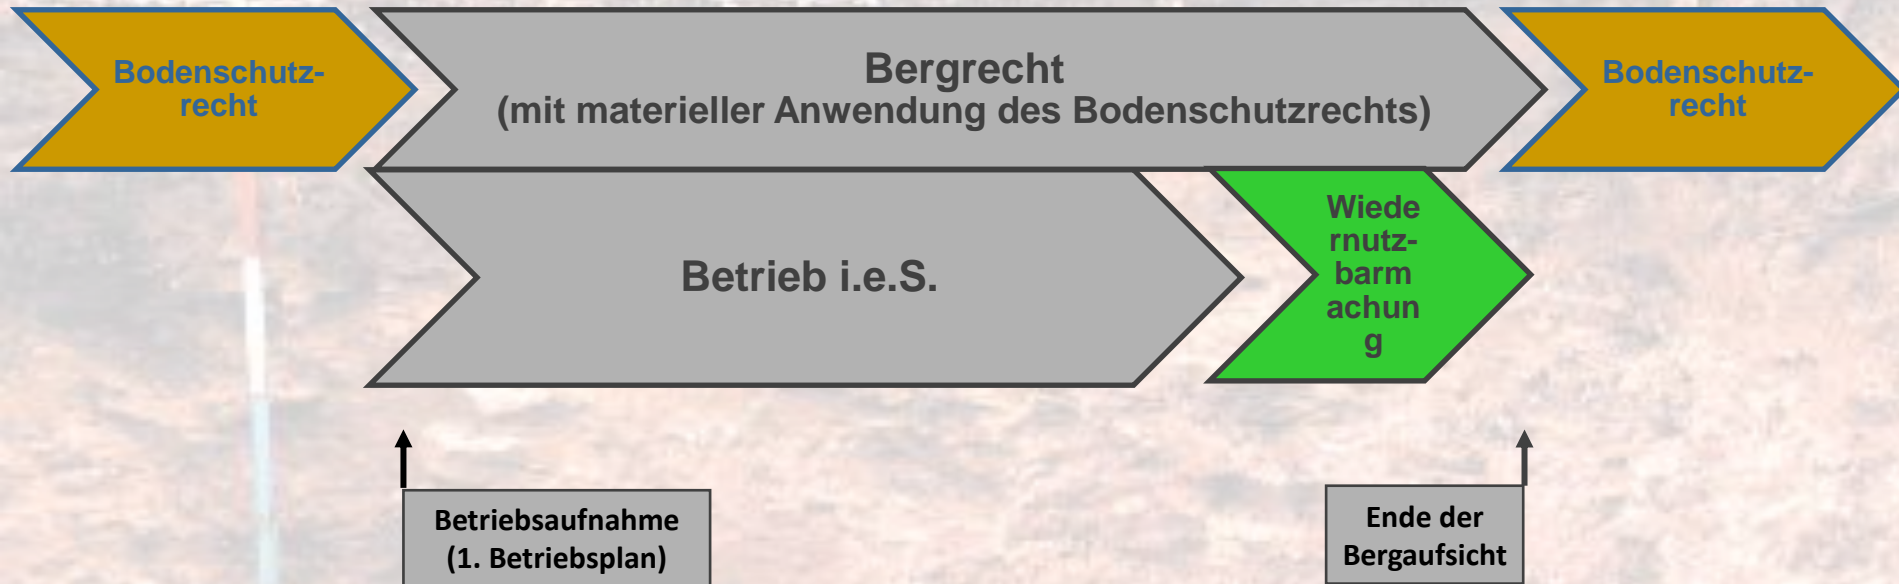 Bodenschutz-
recht
Bergrecht
(mit materieller Anwendung des Bodenschutzrechts)
Bodenschutz-
recht
Betrieb i.e.S.
Wiede
rnutz-
barm
achun
g
Betriebsaufnahme
(1. Betriebsplan)
Ende der
Bergaufsicht